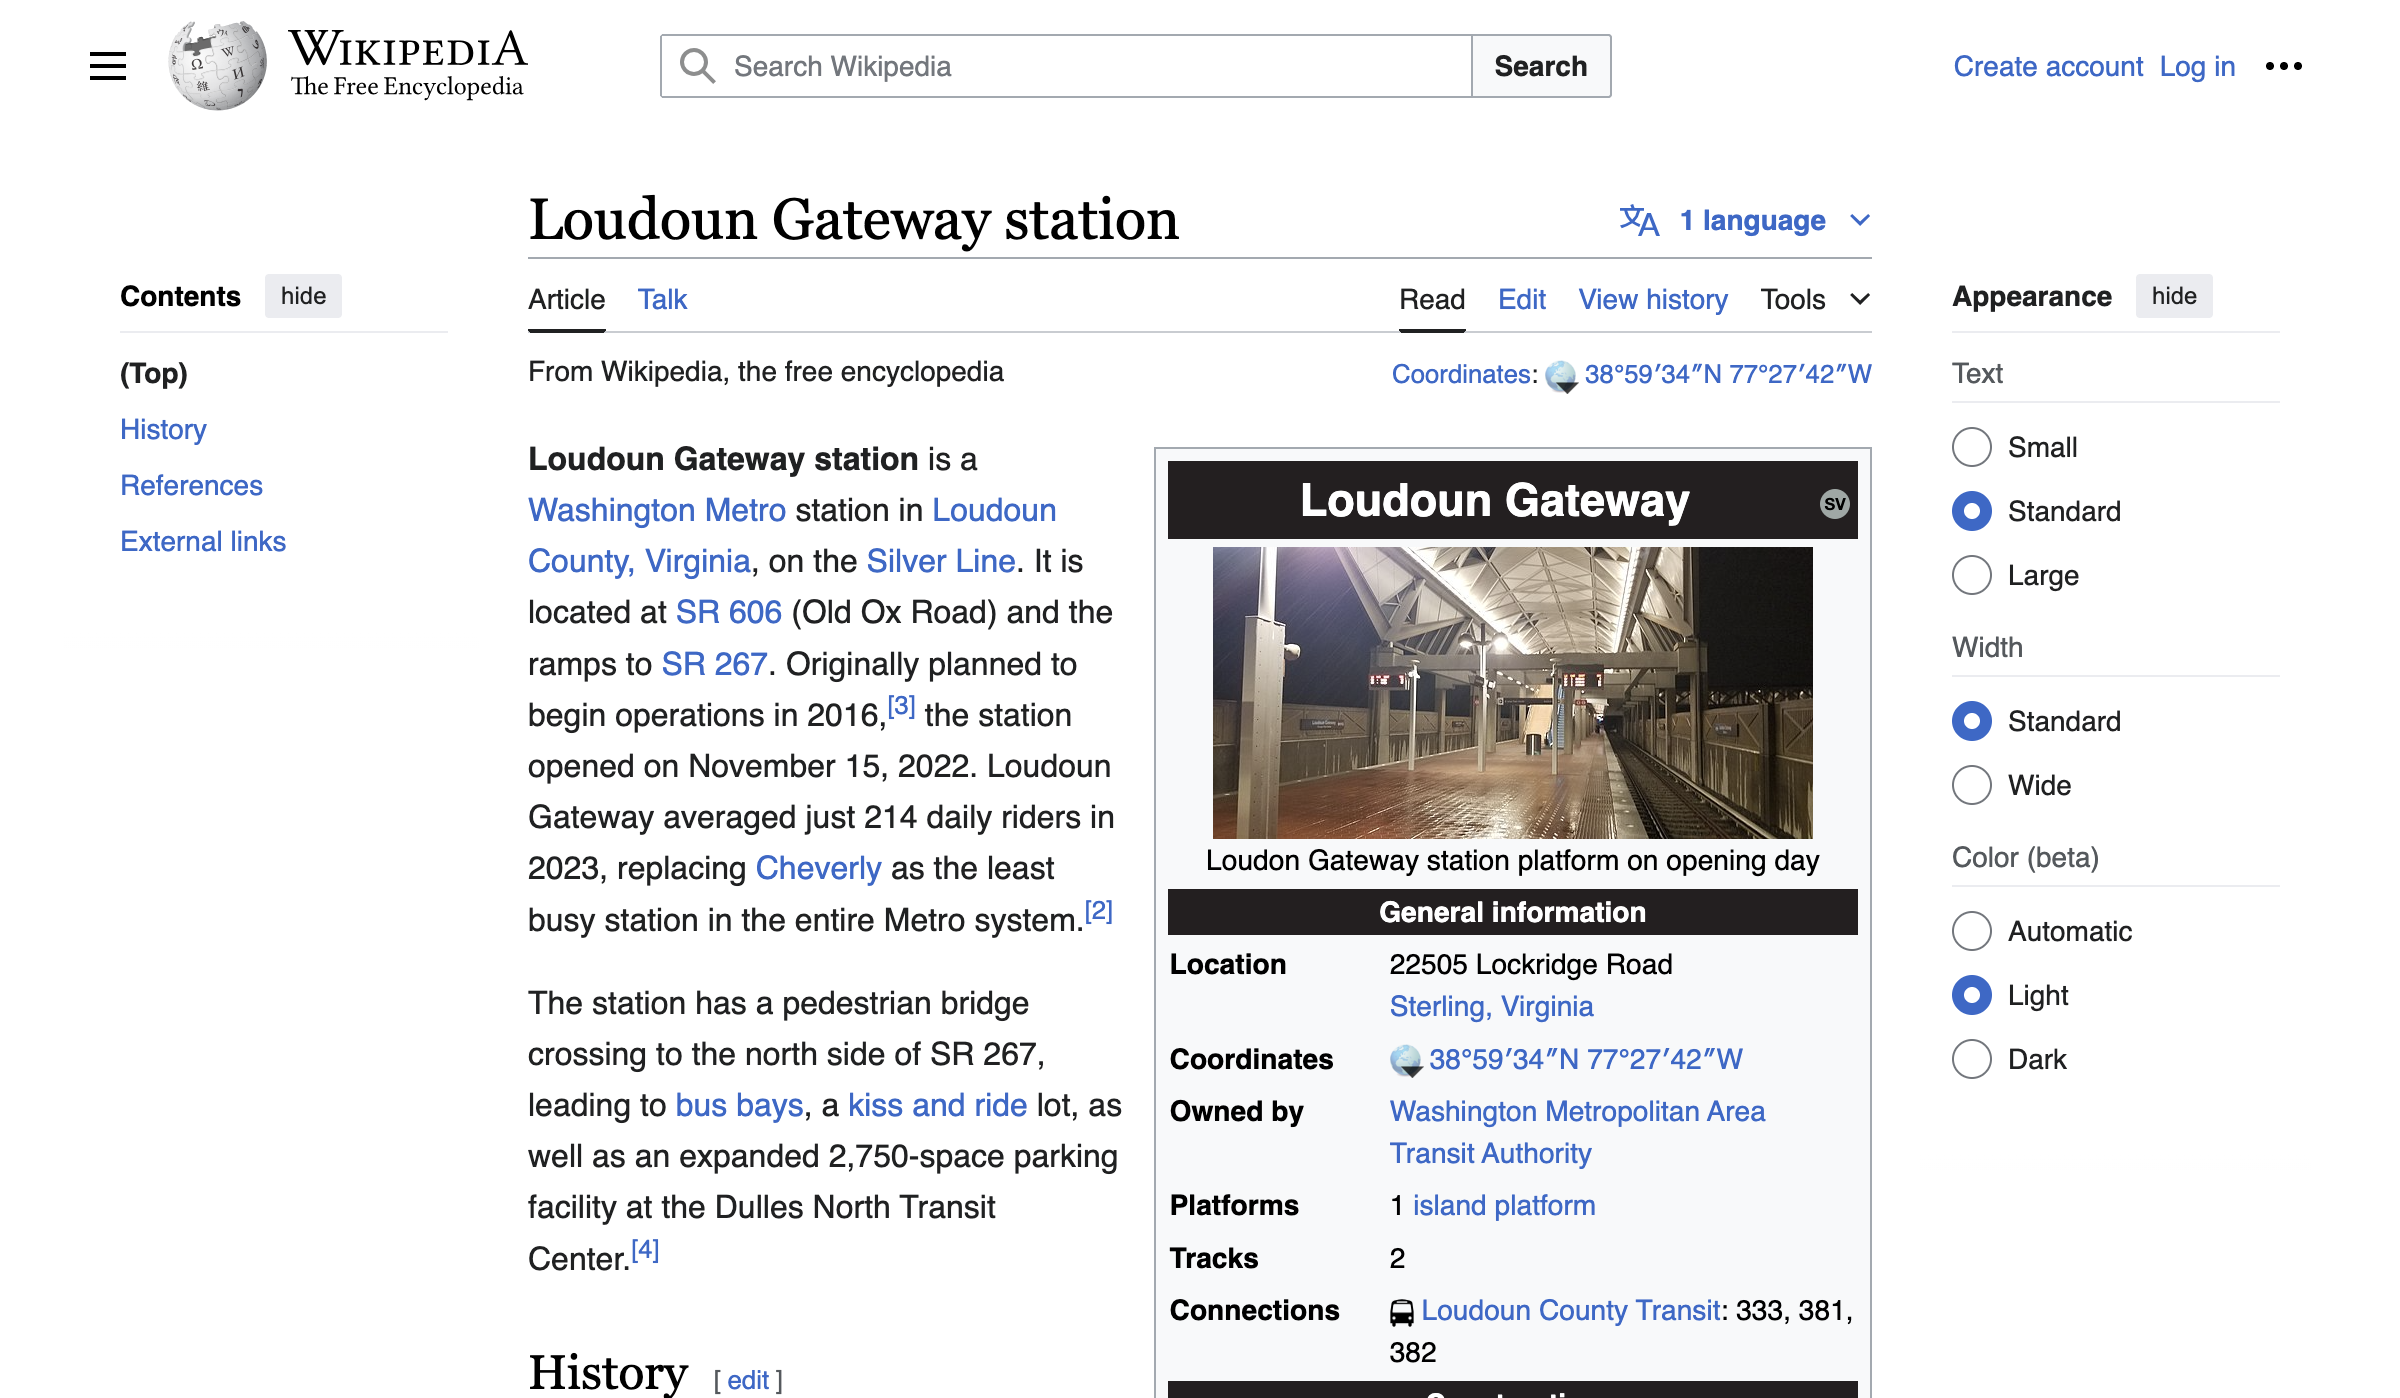 WIKIPEDIA
The Free Encyclopedia
Search Wikipedia
Search
Create account Log in
Loudoun Gateway station
1 language
Contents hide
(Top)
History
References
External links
Article Talk
Read Edit View history Tools
From Wikipedia, the free encyclopedia
Coordinates: 38°59′34″N 77°27′42″W
Loudoun Gateway station is a
Washington Metro station in Loudoun
County, Virginia, on the Silver Line. It is
located at SR 606 (Old Ox Road) and the
ramps to SR 267. Originally planned to
begin operations in 2016,[3] the station
opened on November 15, 2022. Loudoun
Gateway averaged just 214 daily riders in
2023, replacing Cheverly as the least
busy station in the entire Metro system.[2]
The station has a pedestrian bridge
crossing to the north side of SR 267,
leading to bus bays, a kiss and ride lot, as
well as an expanded 2,750-space parking
facility at the Dulles North Transit
Center.[4]
History [ edit ]
Loudoun Gateway SV
Loudon Gateway station platform on opening day
General information
Location 22505 Lockridge Road
Sterling, Virginia
Coordinates 38°59′34″N 77°27′42″W
Owned by Washington Metropolitan Area
Transit Authority
Platforms 1 island platform
Tracks 2
Connections Loudoun County Transit: 333, 381,
382
Appearance hide
Text
Small
Standard
Large
Width
Standard
Wide
Color (beta)
Automatic
Light
Dark